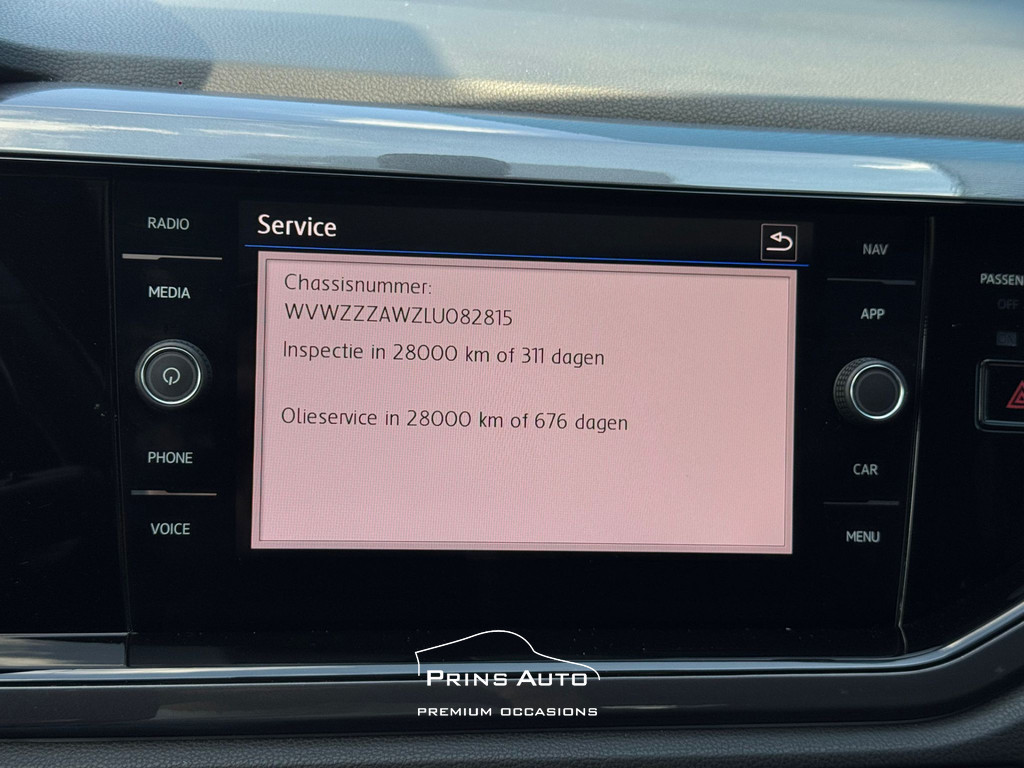 RADIO
MEDIA
PHONE
VOICE
Service
Chassisnummer:
WVWZZZAWZLU082815
Inspectie in 28000 km of 311 dagen
Olieservice in 28000 km of 676 dagen
NAV
APP
CAR
MENU
PASSEN
OFF
PRINS AUTO
PREMIUM OCCASIONS